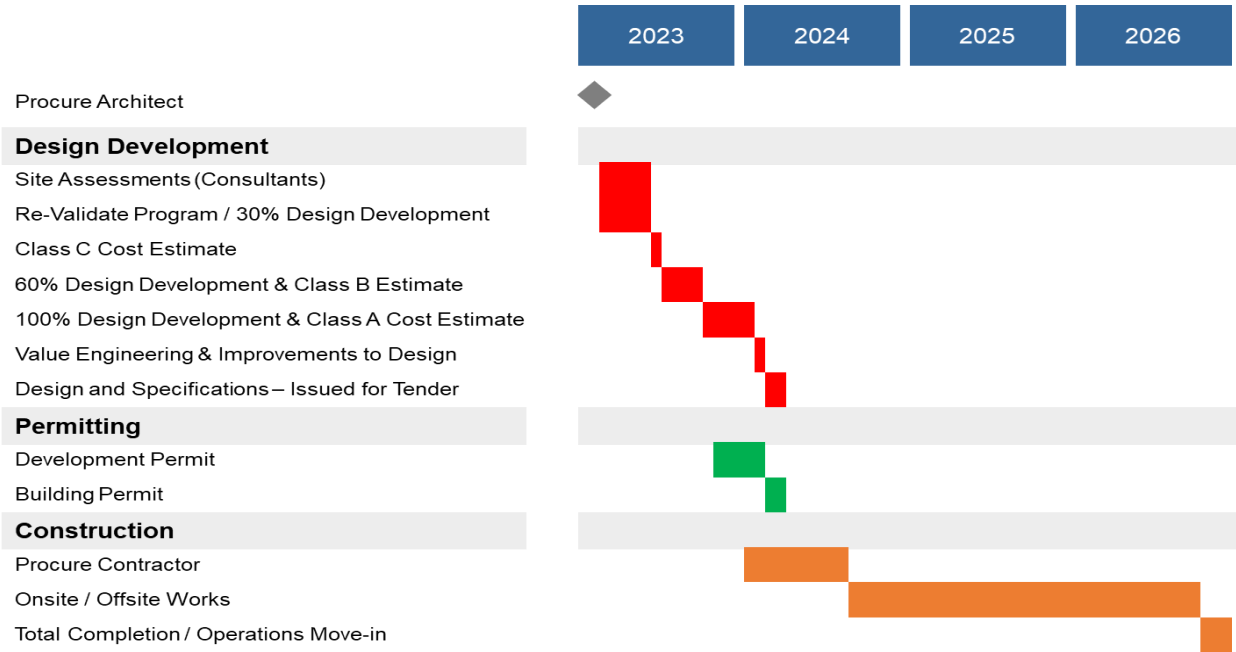 2023 2024 2025 2026
Procure Architect
Design Development
Site Assessments (Consultants)
Re-Validate Program / 30% Design Development
Class C Cost Estimate
60% Design Development & Class B Estimate
100% Design Development & Class A Cost Estimate
Value Engineering & Improvements to Design
Design and Specifications – Issued for Tender
Permitting
Development Permit
Building Permit
Construction
Procure Contractor
Onsite / Offsite Works
Total Completion / Operations Move-in